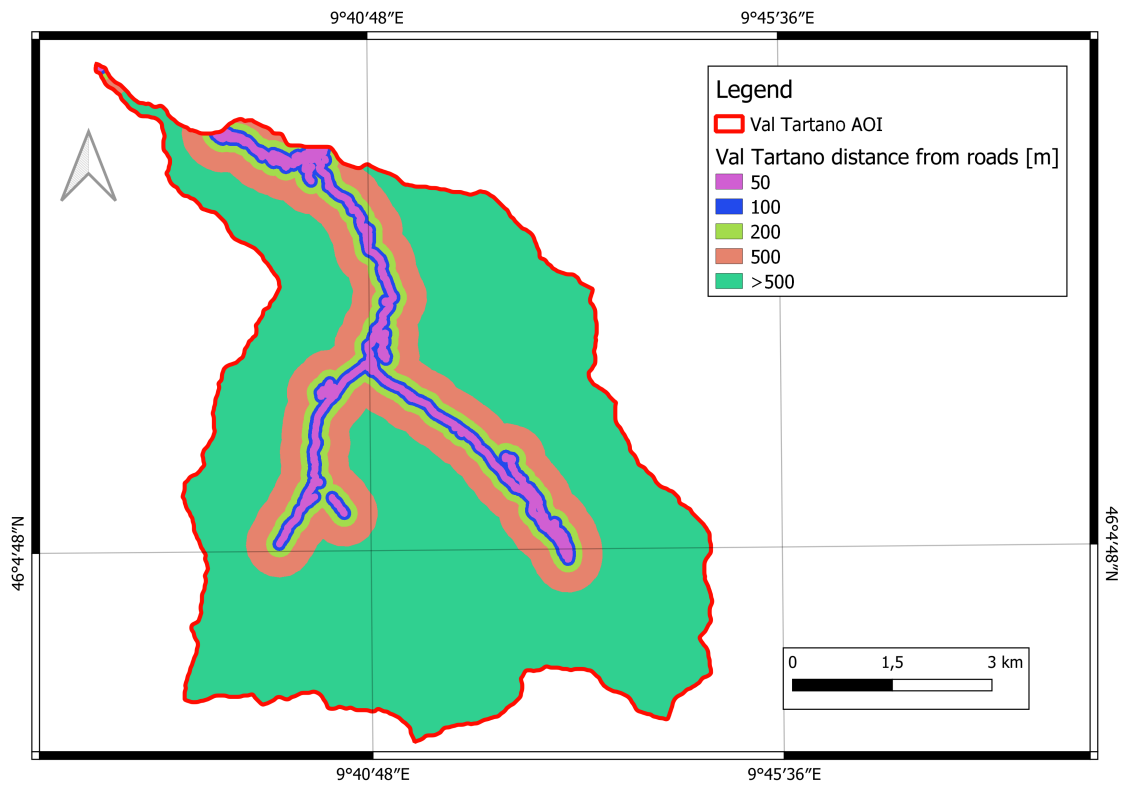 9°40′48″E 9°45′36″E
Legend
Val Tartano AOI
Val Tartano distance from roads [m]
50
100
200
500
>500
46°4′48″N
46°4′48″N
0 1,5 3 km
9°40′48″E 9°45′36″E